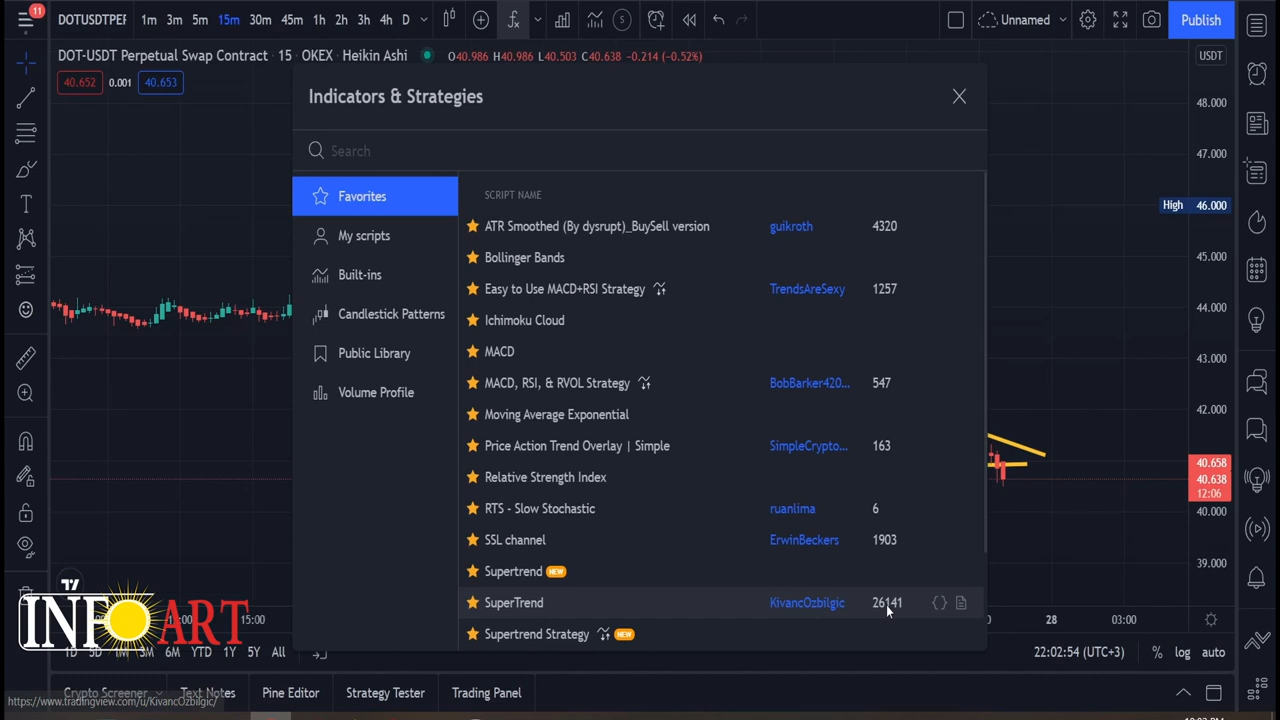 11
DOTUSDTPER 1m 3m 5m 15m 30m 45m 1h 2h 3h 4h D Unnamed Publish
DOT-USDT Perpetual Swap Contract · 15 · OKEX · Heikin Ashi O40.986 H40.986 L40.503 C40.638 -0.214 (-0.52%) USDT
40.652 0.001 40.653
Indicators & Strategies
Search
Favorites
My scripts
Built-ins
Candlestick Patterns
Public Library
Volume Profile
SCRIPT NAME
ATR Smoothed (By dysrupt)_BuySell version guikroth 4320
Bollinger Bands
Easy to Use MACD+RSI Strategy TrendsAreSexy 1257
Ichimoku Cloud
MACD
MACD, RSI, & RVOL Strategy BobBarker420... 547
Moving Average Exponential
Price Action Trend Overlay | Simple SimpleCrypto... 163
Relative Strength Index
RTS - Slow Stochastic ruanlima 6
SSL channel ErwinBeckers 1903
Supertrend NEW
SuperTrend KivancOzbilgic 26141
Supertrend Strategy NEW
48.000
47.000
High 46.000
45.000
44.000
43.000
42.000
40.658
40.638
12:06
40.000
39.000
11:00 12:00 28 03:00
INFOART
1D 5D 1M 3M 6M YTD 1Y 5Y All 22:02:54 (UTC+3) % log auto
Crypto Screener Text Notes Pine Editor Strategy Tester Trading Panel
https://www.tradingview.com/u/KivancOzbilgic/